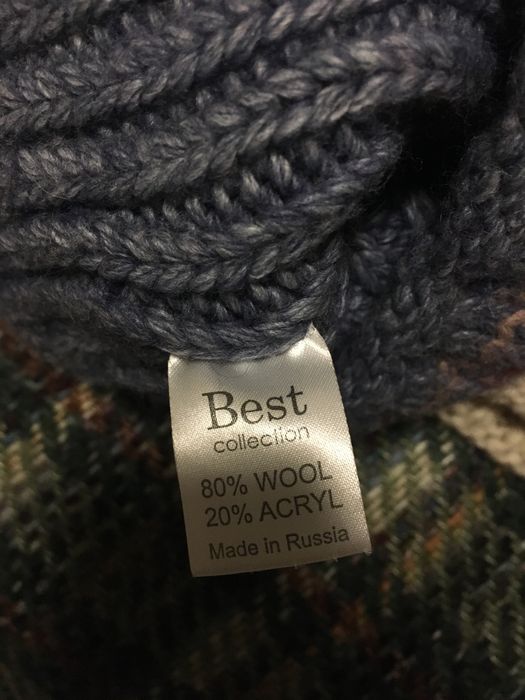 Best
collection
80% WOOL
20% ACRYL
Made in Russia